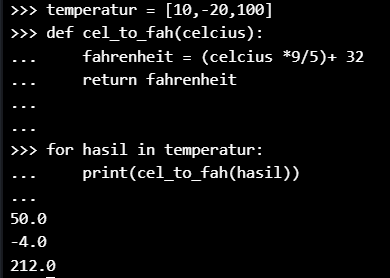 >>> temperatur = [10,-20,100]
>>> def cel_to_fah(celcius):
...     fahrenheit = (celcius *9/5)+ 32
...     return fahrenheit
...
...
>>> for hasil in temperatur:
...     print(cel_to_fah(hasil))
...
50.0
-4.0
212.0